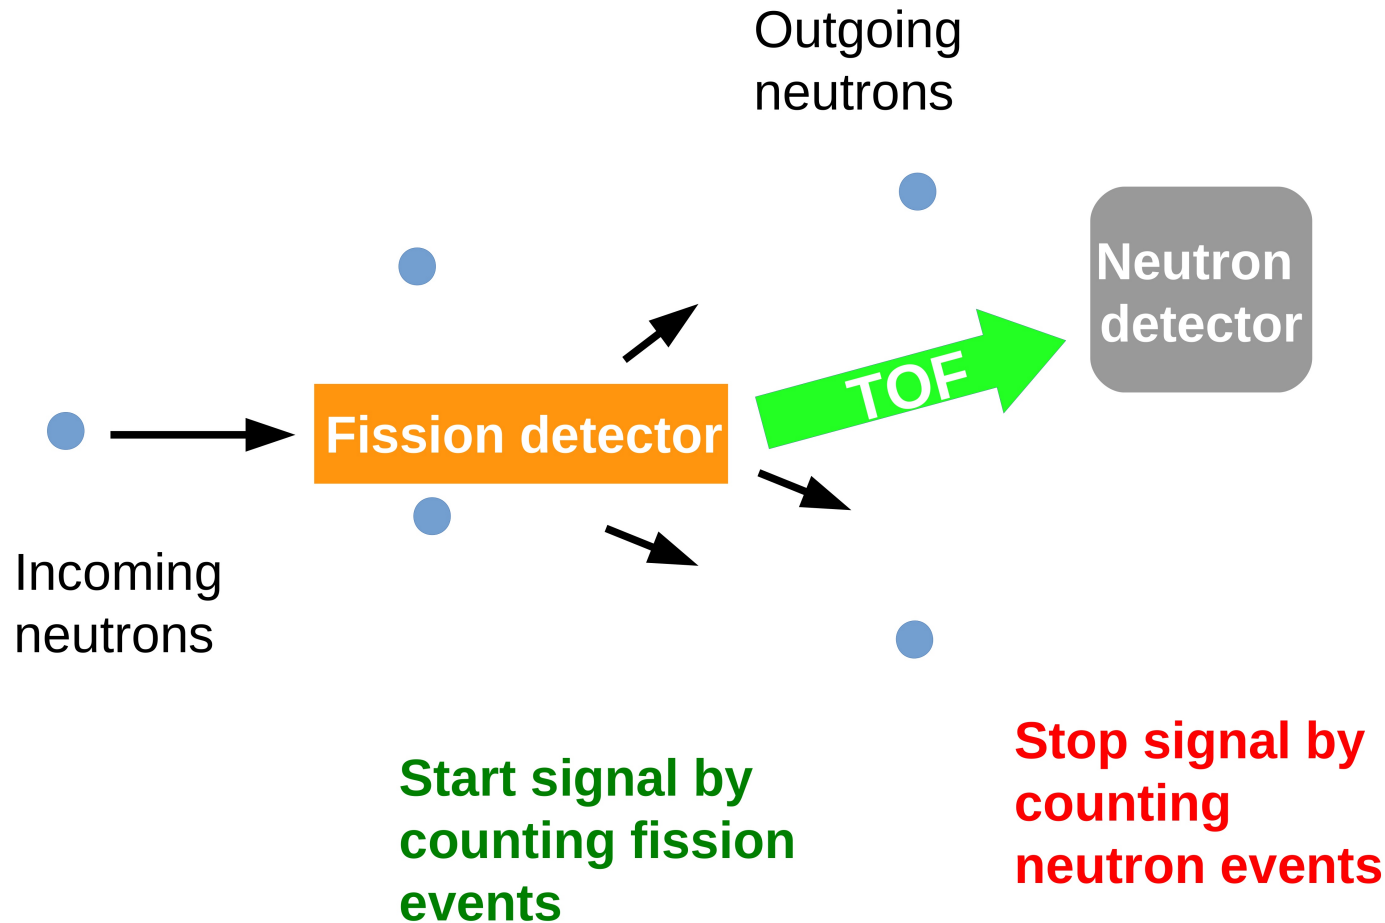 Outgoing
neutrons
Neutron
detector
TOF
Fission detector
Incoming
neutrons
Start signal by
counting fission
events
Stop signal by
counting
neutron events